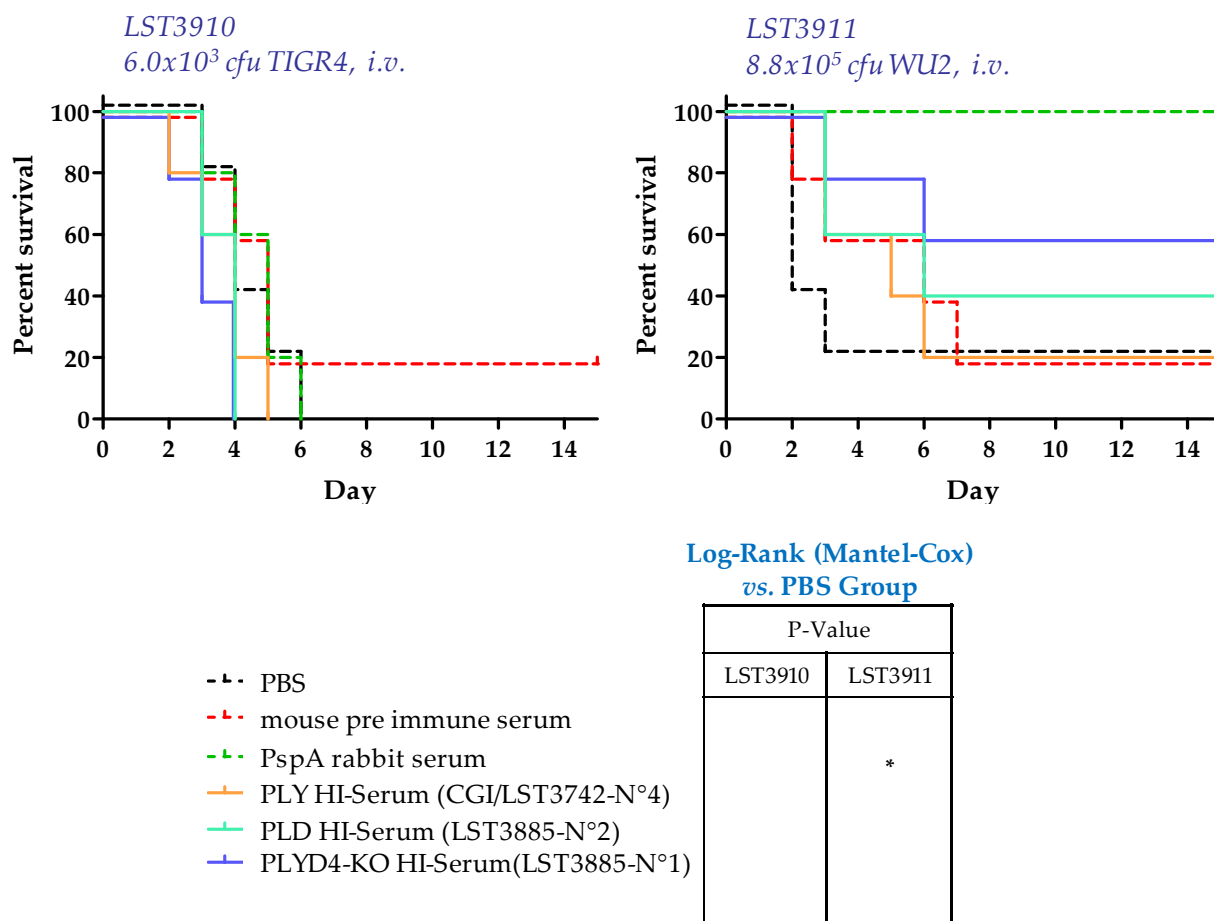 LST3910
6.0x10³ cfu TIGR4, i.v.
LST3911
8.8x10⁵ cfu WU2, i.v.
Percent survival
100
80
60
40
20
0
0 2 4 6 8 10 12 14
Day
Percent survival
100
80
60
40
20
0
0 2 4 6 8 10 12 14
Day
Log-Rank (Mantel-Cox)
vs. PBS Group
P-Value
LST3910 LST3911
*
PBS
mouse pre immune serum
PspA rabbit serum
PLY HI-Serum (CGI/LST3742-N°4)
PLD HI-Serum (LST3885-N°2)
PLYD4-KO HI-Serum(LST3885-N°1)